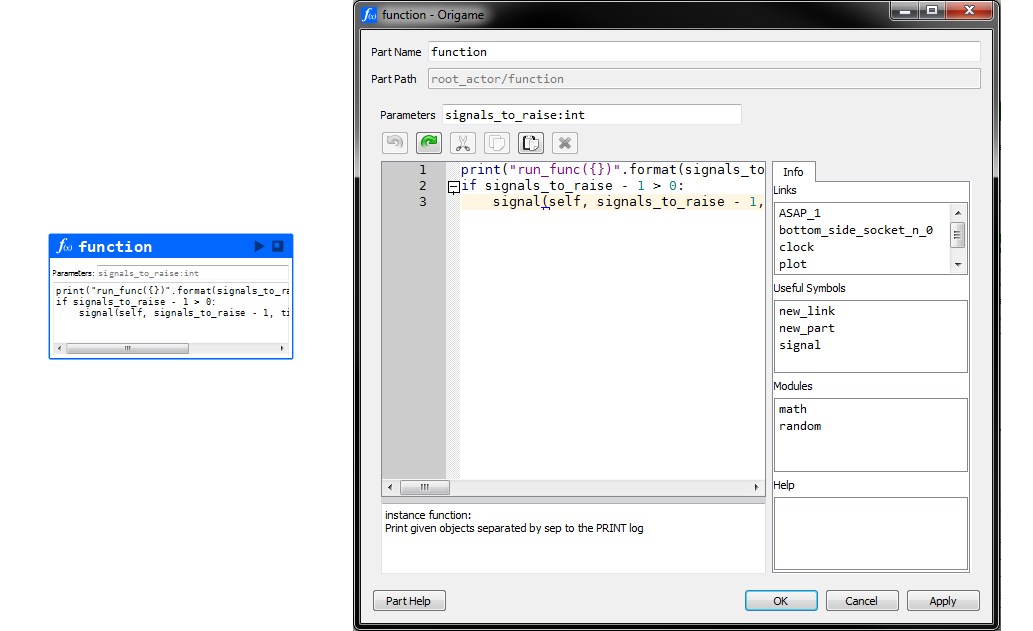 f(x) function
Parameters: signals_to_raise:int
print("run_func({})".format(signals_to_ra
if signals_to_raise - 1 > 0:
signal(self, signals_to_raise - 1, ti
f(x) function - Origame
Part Name function
Part Path root_actor/function
Parameters signals_to_raise:int
1 print("run_func({})".format(signals_to
2 if signals_to_raise - 1 > 0:
3 signal(self, signals_to_raise - 1,
instance function:
Print given objects separated by sep to the PRINT log
Info
Links
ASAP_1
bottom_side_socket_n_0
clock
plot
Useful Symbols
new_link
new_part
signal
Modules
math
random
Help
Part Help
OK
Cancel
Apply